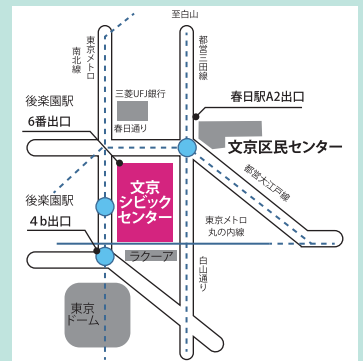 至白山
東京メトロ
南北線
都営三田線
後楽園駅
6番出口
三菱UFJ銀行
春日通り
春日駅A2出口
文京区民センター
文京
シビック
センター
都営大江戸線
後楽園駅
4b出口
東京メトロ
丸の内線
ラクーア
白山通り
東京
ドーム